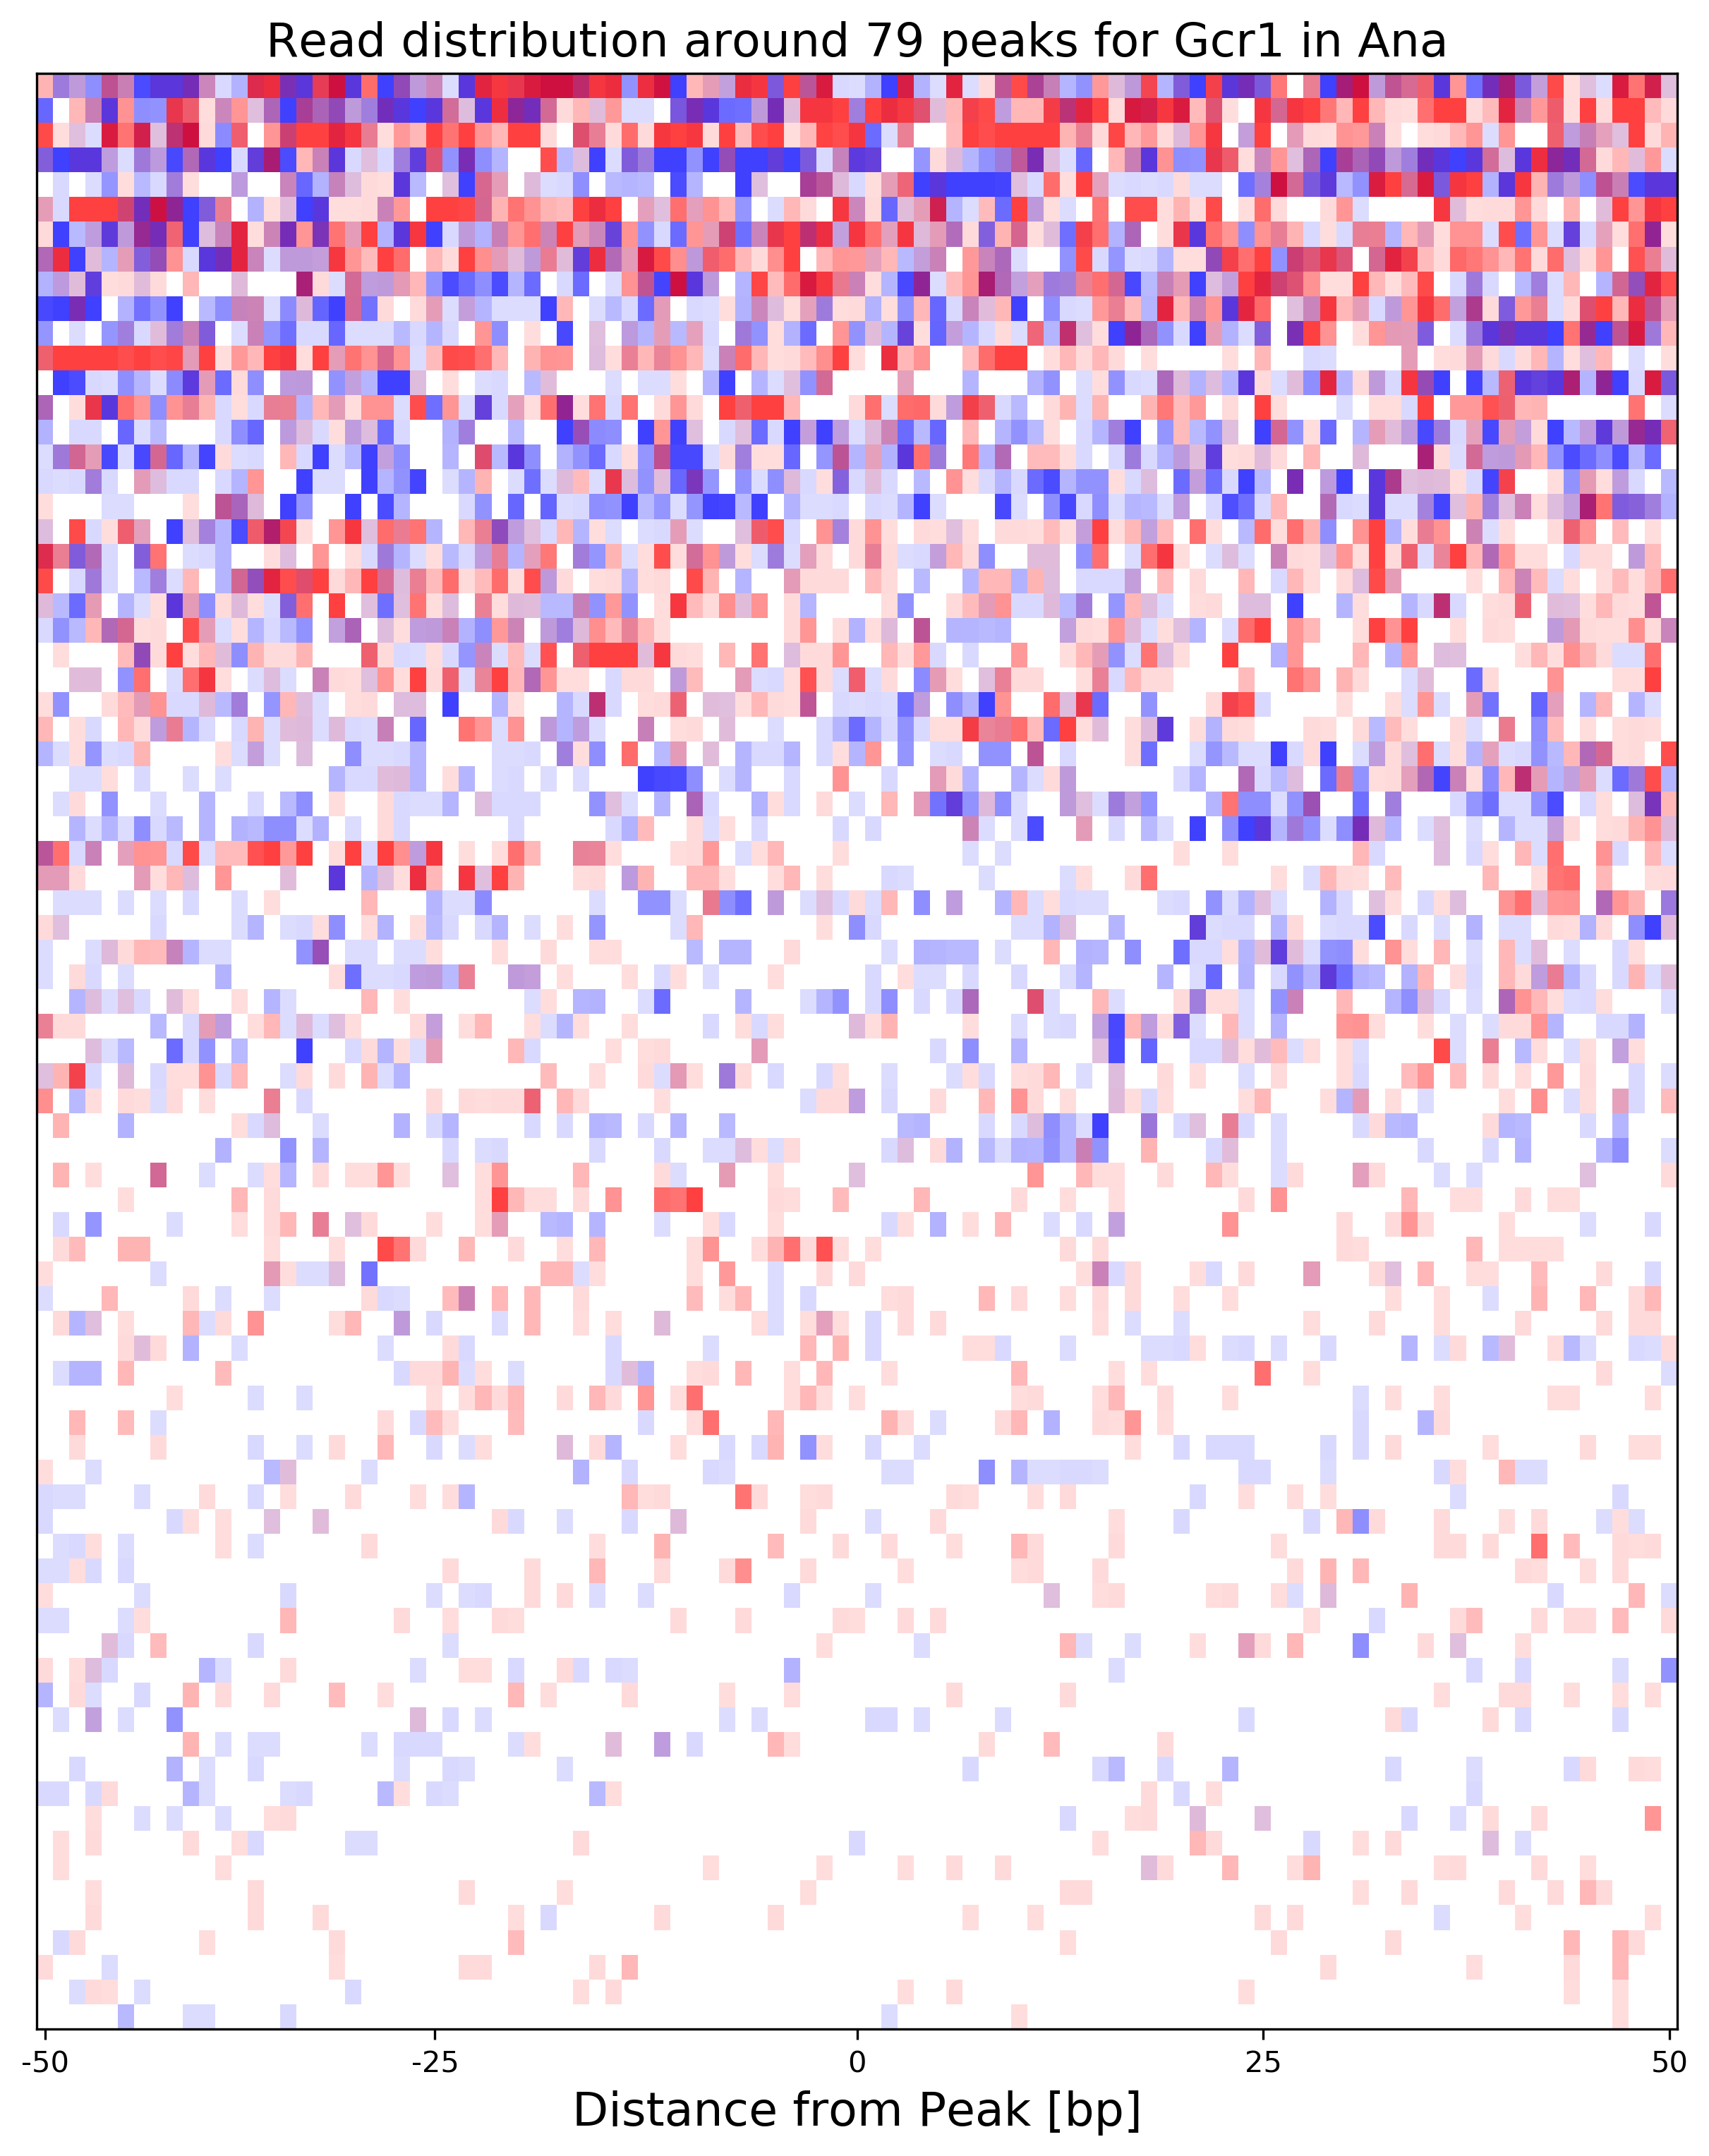 Read distribution around 79 peaks for Gcr1 in Ana
-50 -25 0 25 50
Distance from Peak [bp]